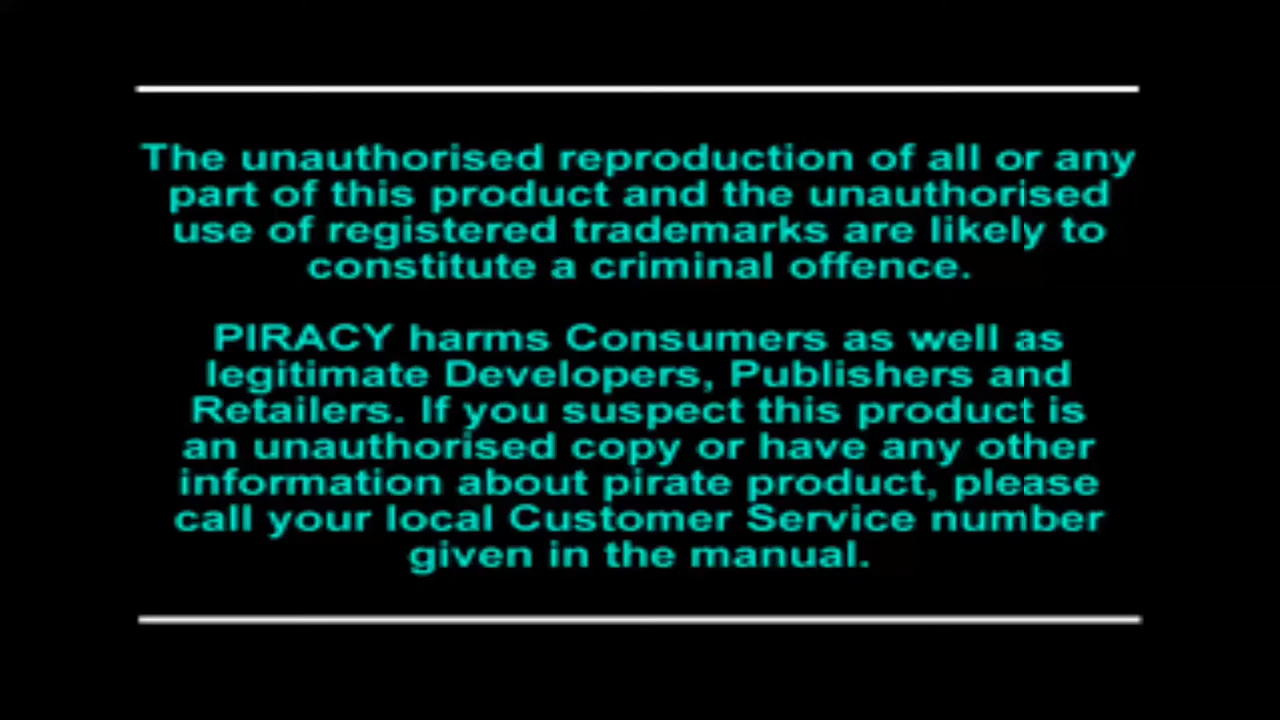 The unauthorised reproduction of all or any
part of this product and the unauthorised
use of registered trademarks are likely to
constitute a criminal offence.
PIRACY harms Consumers as well as
legitimate Developers, Publishers and
Retailers. If you suspect this product is
an unauthorised copy or have any other
information about pirate product, please
call your local Customer Service number
given in the manual.